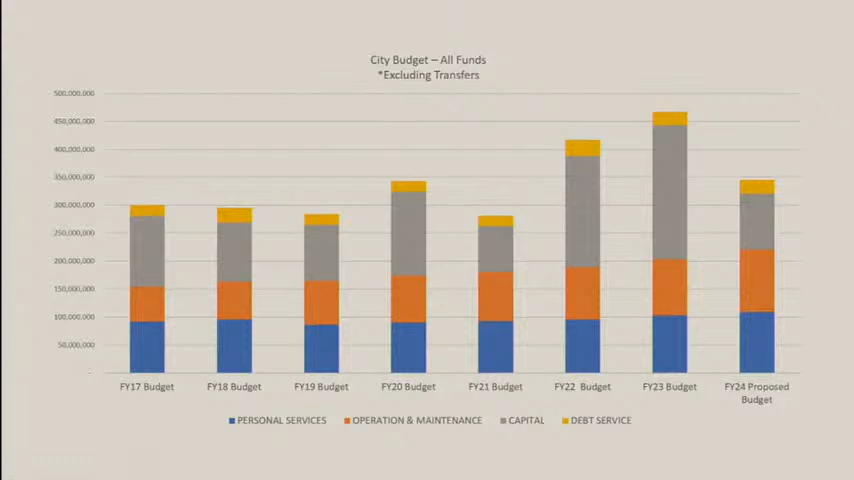 City Budget – All Funds
*Excluding Transfers
500,000,000
450,000,000
400,000,000
350,000,000
300,000,000
250,000,000
200,000,000
150,000,000
100,000,000
50,000,000
-
FY17 Budget FY18 Budget FY19 Budget FY20 Budget FY21 Budget FY22 Budget FY23 Budget FY24 Proposed Budget
PERSONAL SERVICES OPERATION & MAINTENANCE CAPITAL DEBT SERVICE